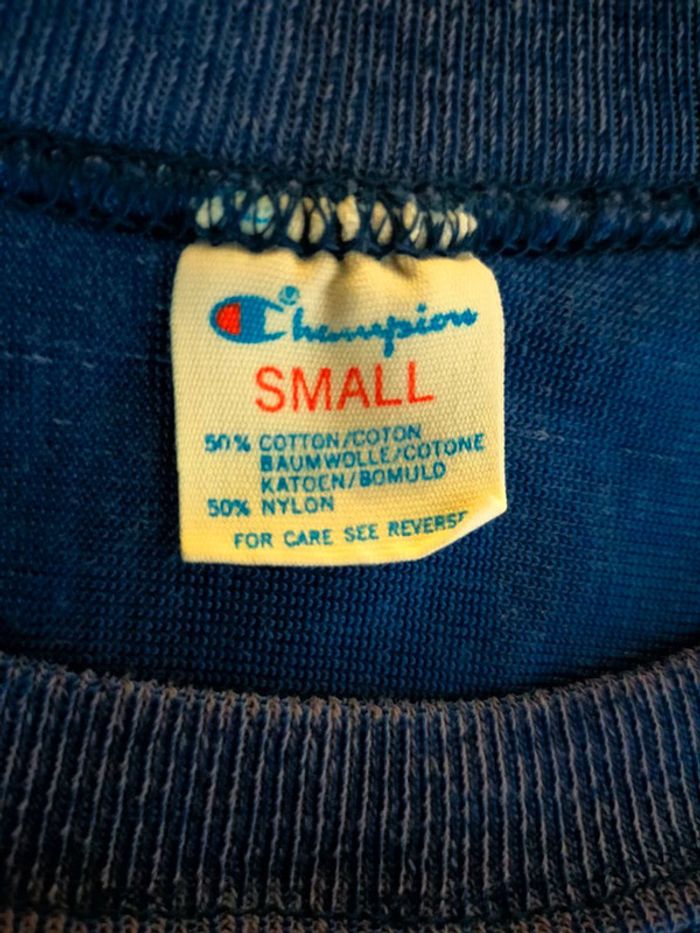 Champion
SMALL
50% COTTON/COTON
BAUMWOLLE/COTONE
KATOEN/BOMULD
50% NYLON
FOR CARE SEE REVERSE